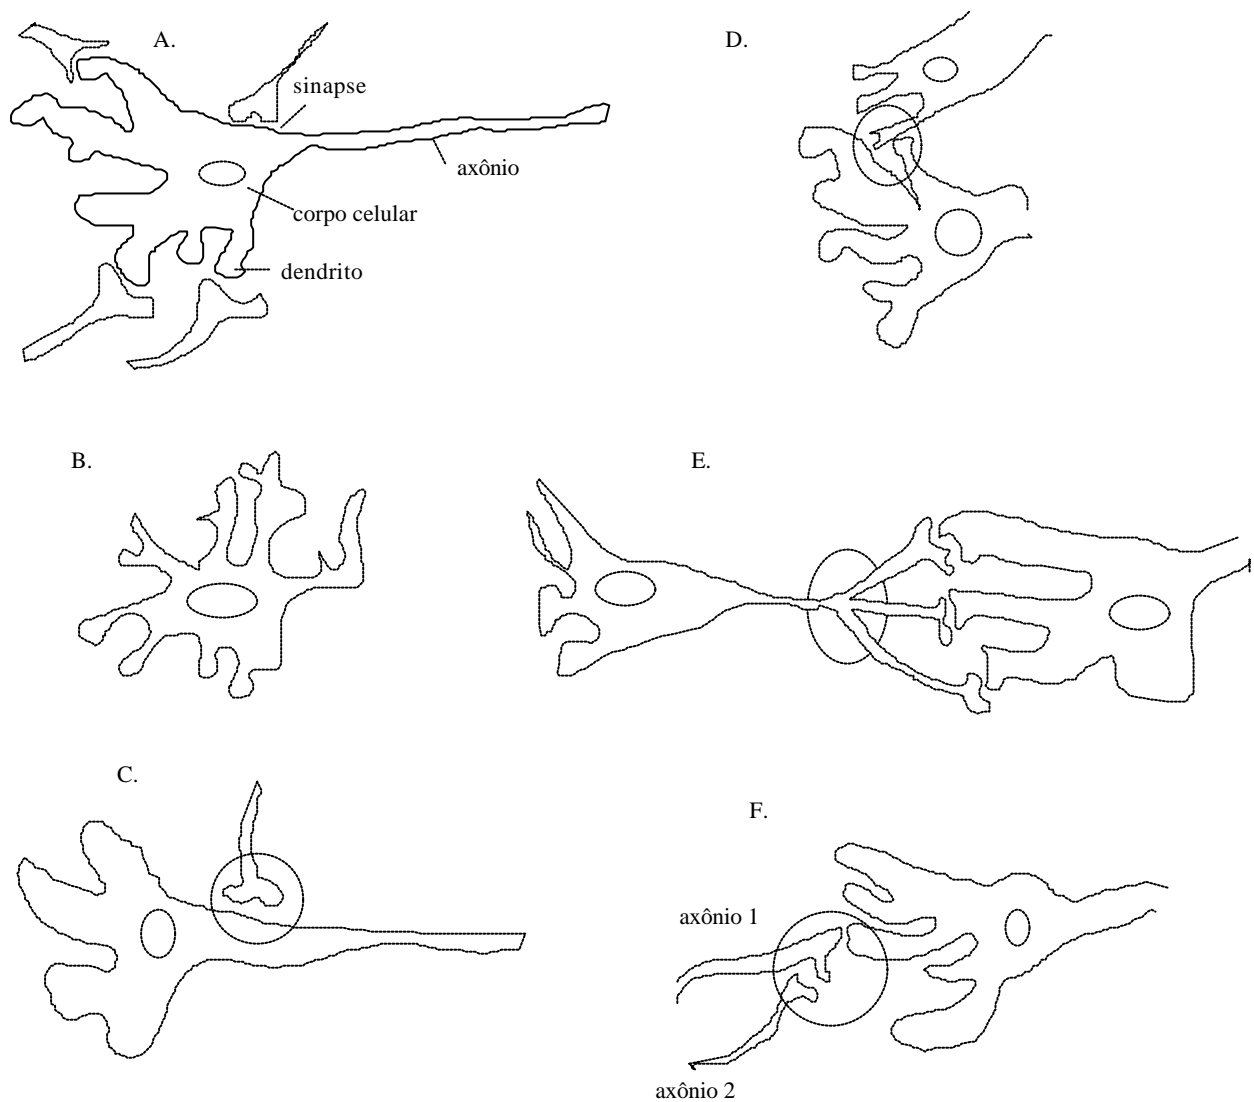 A.
sinapse
axônio
corpo celular
dendrito
D.
B.
E.
C.
F.
axônio 1
axônio 2